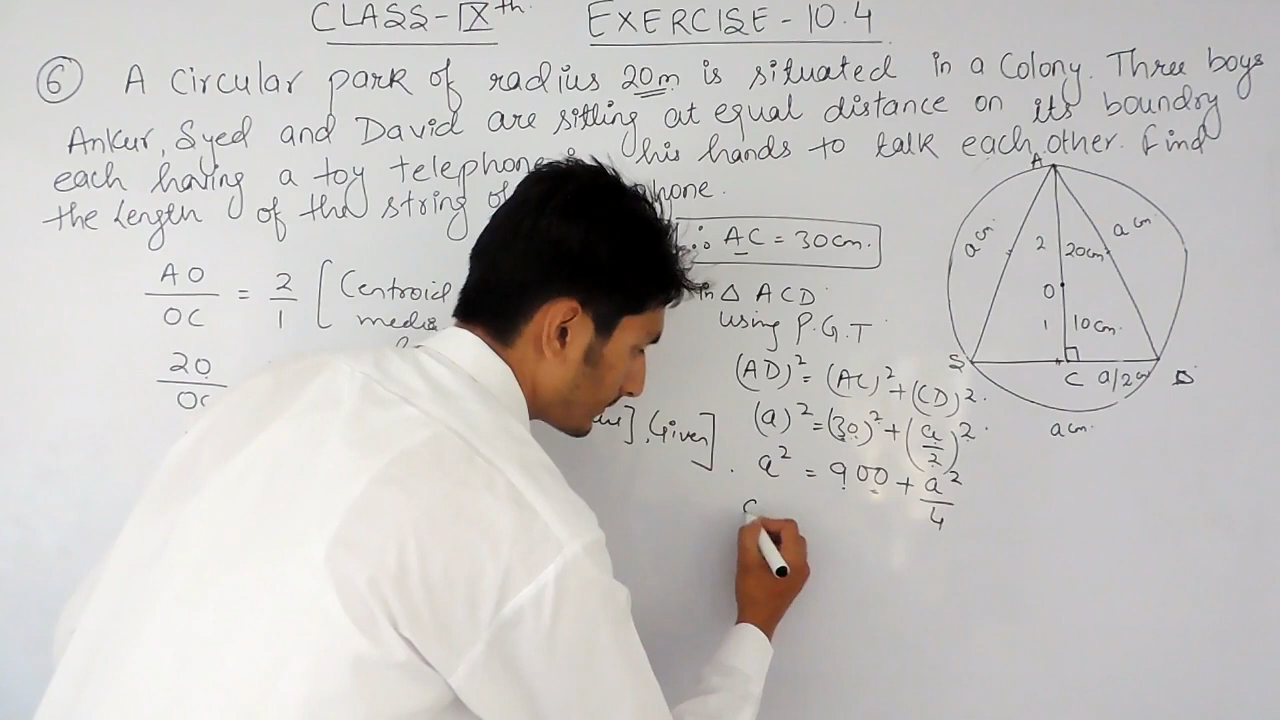 CLASS-IXth. EXERCISE-10.4
6 A Circular park of radius 20m is situated in a Colony. Three boys
Ankur, Syed and David are sitting at equal distance on its boundry
each having a toy telephone his hands to talk each other. Find
the Length of the string of
AO/OC = 2/1 [Centroid
20
∴ AC = 30cm.
in △ ACD
Using P.G.T
(AD)² = (AC)² + (CD)².
(a)² = (30)² + (a/2)².
Given].
a² = 900 + a²/4
A
a cm
2
20cm
a cm
O
1
10cm.
S
C
a/2 cm
D
a cm.